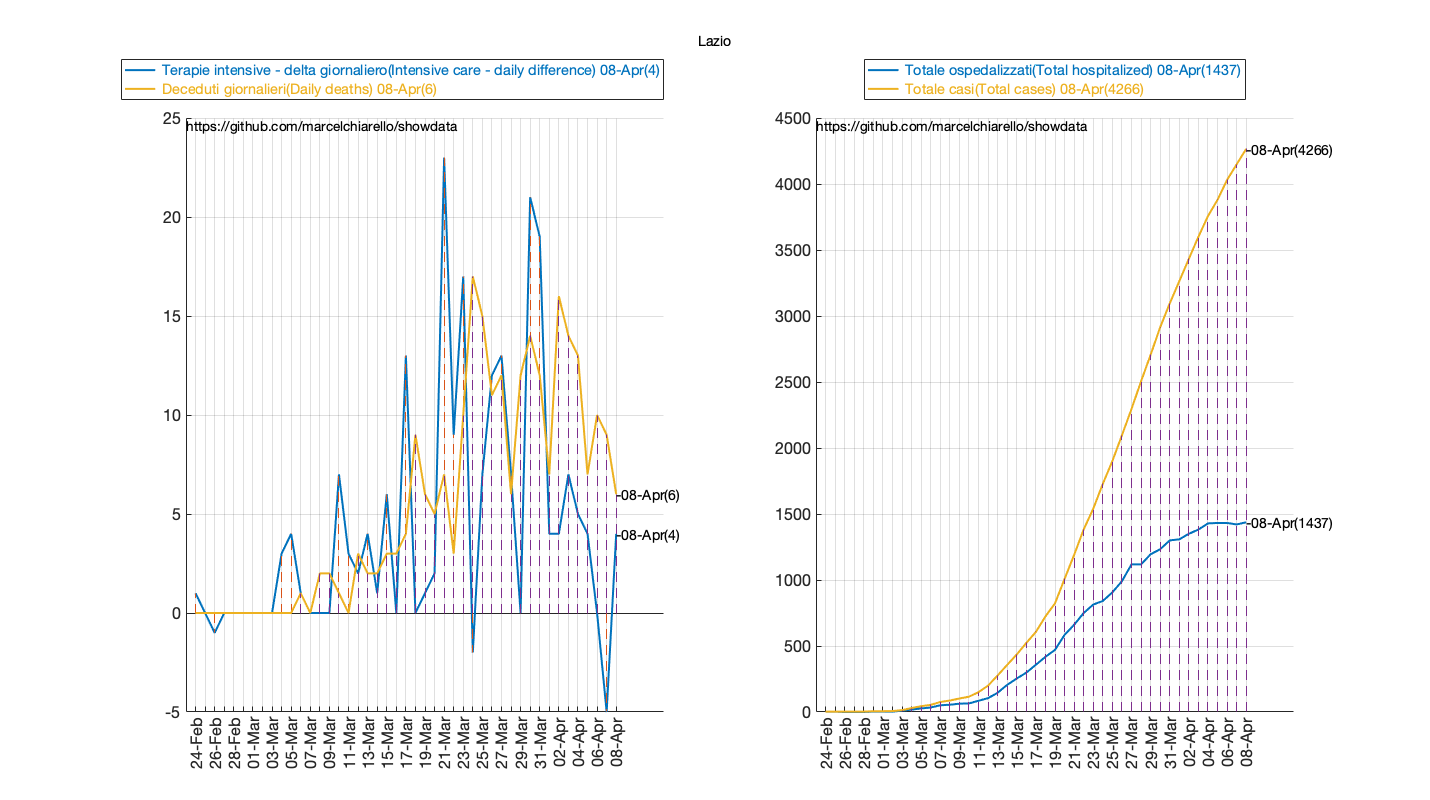 Lazio
Terapie intensive - delta giornaliero(Intensive care - daily difference) 08-Apr(4)
Deceduti giornalieri(Daily deaths) 08-Apr(6)
25
https://github.com/marcelchiarello/showdata
20
15
10
5
0
-5
08-Apr(6)
08-Apr(4)
24-Feb
26-Feb
28-Feb
01-Mar
03-Mar
05-Mar
07-Mar
09-Mar
11-Mar
13-Mar
15-Mar
17-Mar
19-Mar
21-Mar
23-Mar
25-Mar
27-Mar
29-Mar
31-Mar
02-Apr
04-Apr
06-Apr
08-Apr
Totale ospedalizzati(Total hospitalized) 08-Apr(1437)
Totale casi(Total cases) 08-Apr(4266)
4500
https://github.com/marcelchiarello/showdata
4000
3500
3000
2500
2000
1500
1000
500
0
08-Apr(4266)
08-Apr(1437)
24-Feb
26-Feb
28-Feb
01-Mar
03-Mar
05-Mar
07-Mar
09-Mar
11-Mar
13-Mar
15-Mar
17-Mar
19-Mar
21-Mar
23-Mar
25-Mar
27-Mar
29-Mar
31-Mar
02-Apr
04-Apr
06-Apr
08-Apr